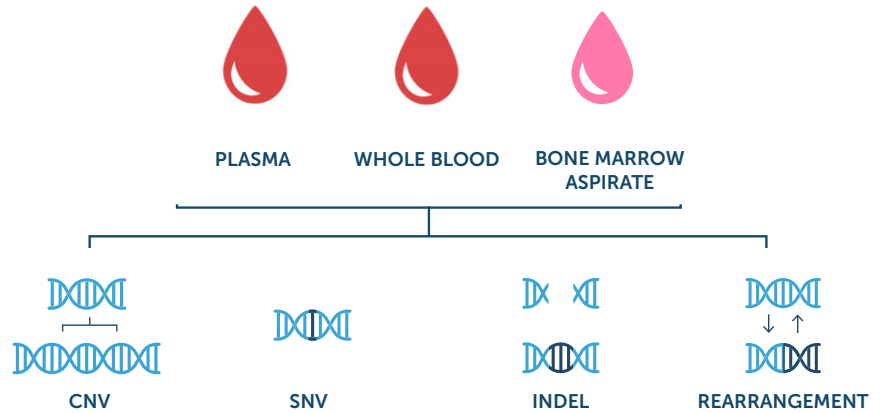 PLASMA
WHOLE BLOOD
BONE MARROW
ASPIRATE
CNV
SNV
INDEL
REARRANGEMENT